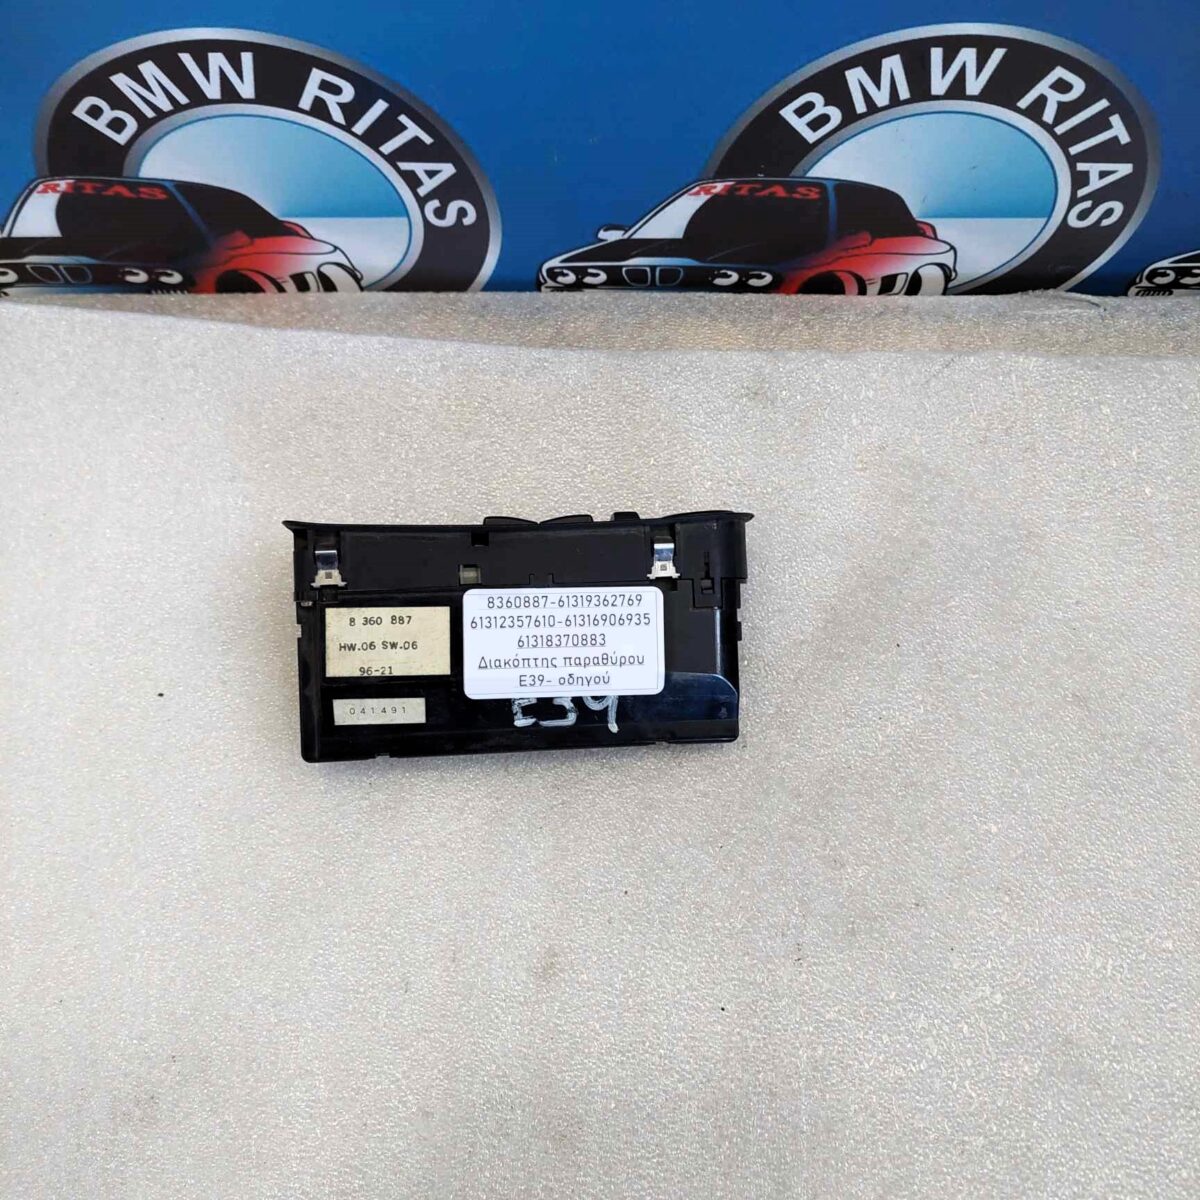 BMW RITAS
BMW RITAS
RITAS
RITAS
8 360 887
HW.06 SW.06
96-21
041491
8360887-61319362769
61312357610-61316906935
61318370883
Διακόπτης παραθύρου
E39- οδηγού
E39